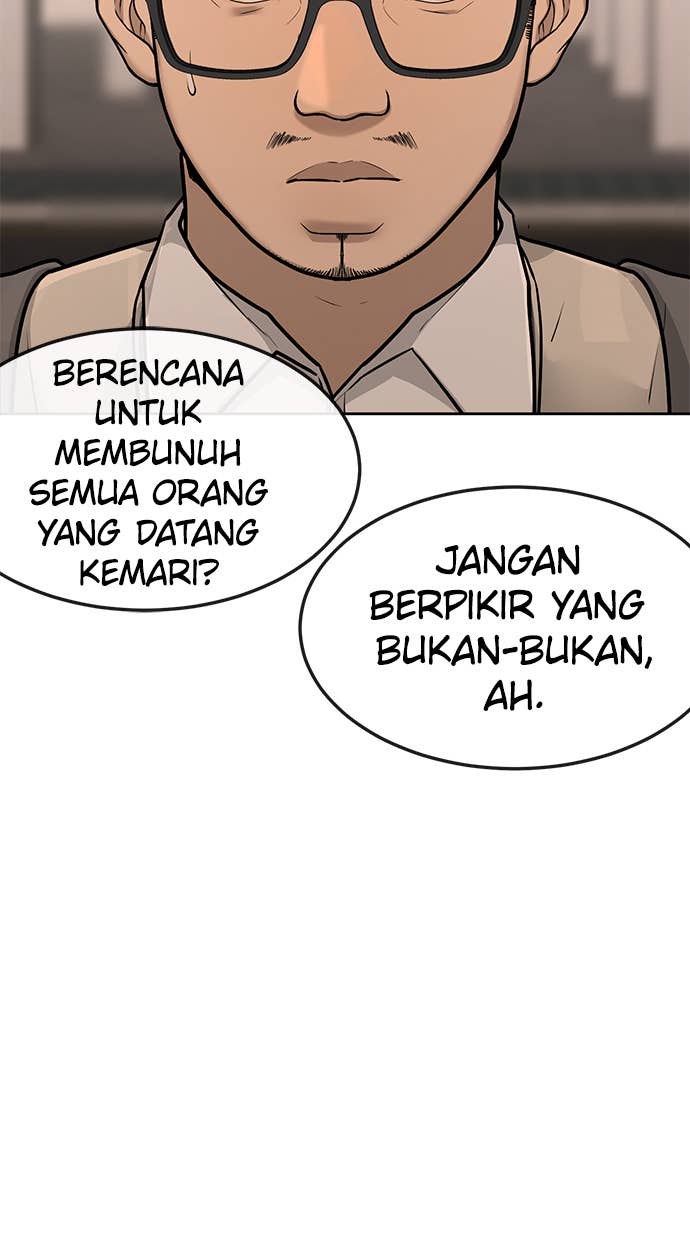 BERENCANA
UNTUK
MEMBUNUH
SEMUA ORANG
YANG DATANG
KEMARI?
JANGAN
BERPIKIR YANG
BUKAN-BUKAN,
AH.